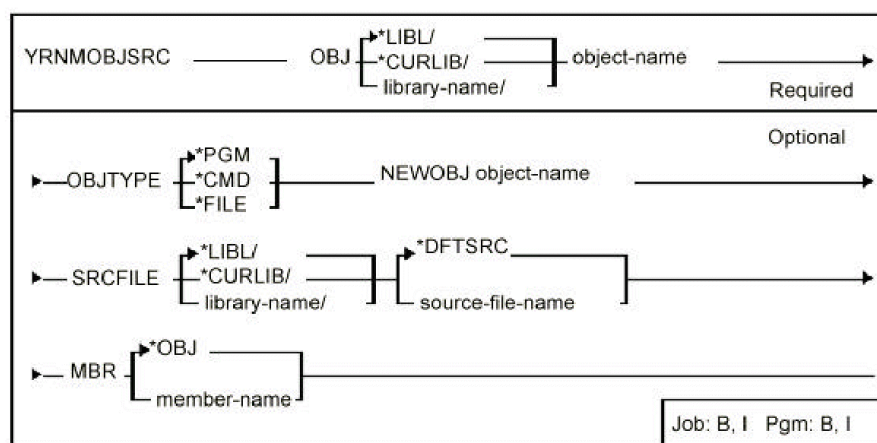 *LIBL/
YRNMOBJSRC OBJ *CURLIB/ object-name
library-name/
Required
Optional
*PGM
OBJTYPE *CMD NEWOBJ object-name
*FILE
*LIBL/ *DFTSRC
SRCFILE *CURLIB/
library-name/ source-file-name
*OBJ
MBR
member-name
Job: B, I Pgm: B, I